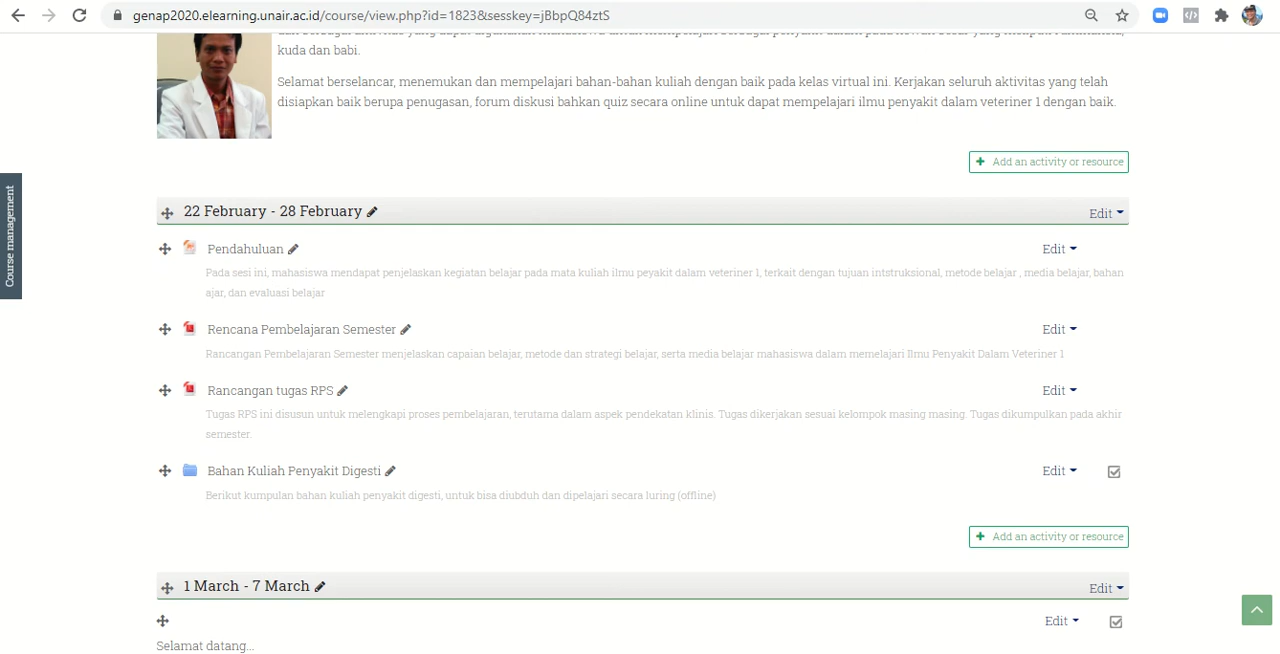 genap2020.elearning.unair.ac.id/course/view.php?id=1823&sesskey=jBbpQ84ztS
kuda dan babi.
Selamat berselancar, menemukan dan mempelajari bahan-bahan kuliah dengan baik pada kelas virtual ini. Kerjakan seluruh aktivitas yang telah
disiapkan baik berupa penugasan, forum diskusi bahkan quiz secara online untuk dapat mempelajari ilmu penyakit dalam veteriner 1 dengan baik.
Add an activity or resource
Course management
22 February - 28 February
Edit
Pendahuluan
Edit
Pada sesi ini, mahasiswa mendapat penjelaskan kegiatan belajar pada mata kuliah ilmu peyakit dalam veteriner 1, terkait dengan tujuan intstruksional, metode belajar , media belajar, bahan
ajar, dan evaluasi belajar
Rencana Pembelajaran Semester
Edit
Rancangan Pembelajaran Semester menjelaskan capaian belajar, metode dan strategi belajar, serta media belajar mahasiswa dalam memelajari Ilmu Penyakit Dalam Veteriner 1
Rancangan tugas RPS
Edit
Tugas RPS ini disusun untuk melengkapi proses pembelajaran, terutama dalam aspek pendekatan klinis. Tugas dikerjakan sesuai kelompok masing masing. Tugas dikumpulkan pada akhir
semester.
Bahan Kuliah Penyakit Digesti
Edit
Berikut kumpulan bahan kuliah penyakit digesti, untuk bisa diubduh dan dipelajari secara luring (offline)
Add an activity or resource
1 March - 7 March
Edit
Edit
Selamat datang...